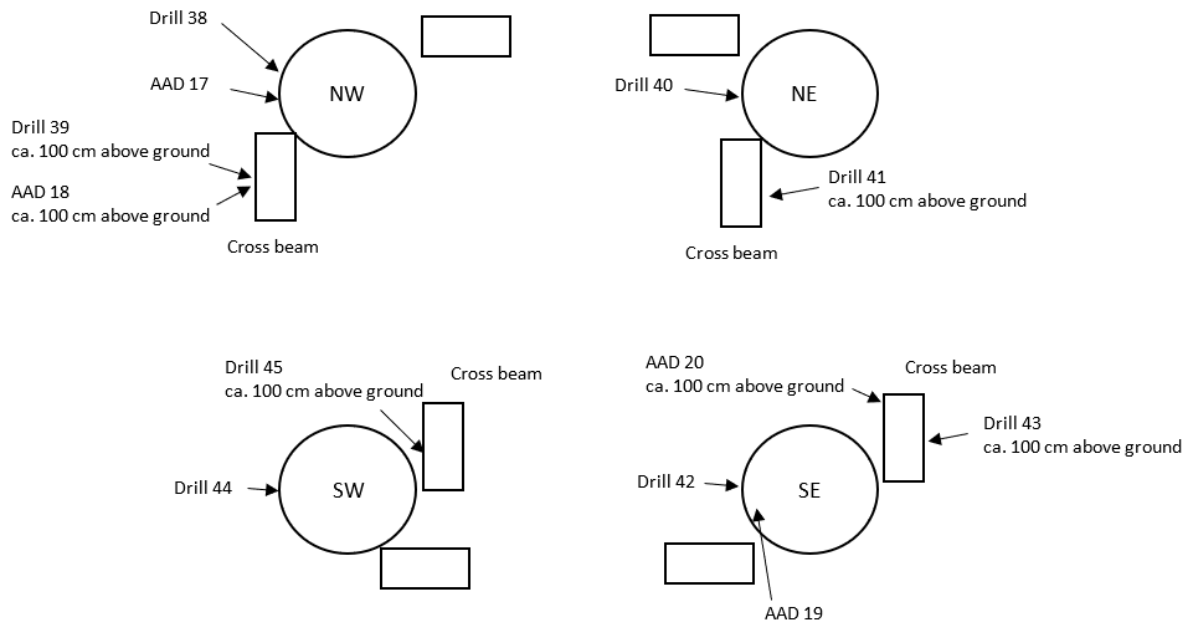 Drill 38
AAD 17
NW
Drill 39
ca. 100 cm above ground
AAD 18
ca. 100 cm above ground
Cross beam
Drill 40
NE
Drill 41
ca. 100 cm above ground
Cross beam
Drill 45
ca. 100 cm above ground
Cross beam
Drill 44
SW
AAD 20
ca. 100 cm above ground
Cross beam
Drill 43
ca. 100 cm above ground
Drill 42
SE
AAD 19